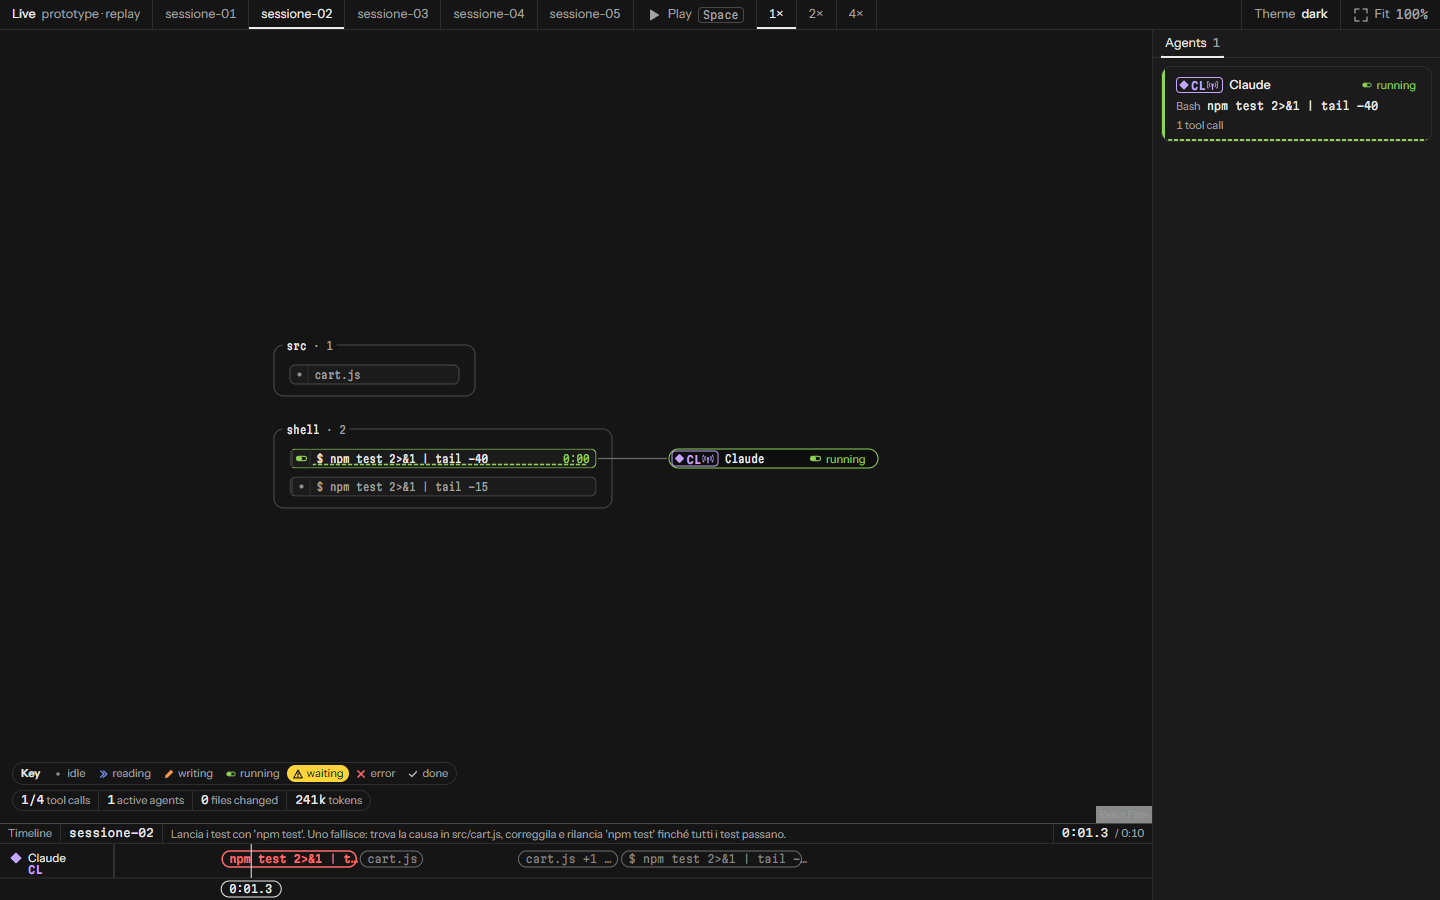 Live prototype · replay sessione-01 sessione-02 sessione-03 sessione-04 sessione-05 Play Space 1× 2× 4× Theme dark Fit 100%
Agents 1
CL Claude running
Bash npm test 2>&1 | tail -40
1 tool call
src · 1
cart.js
shell · 2
$ npm test 2>&1 | tail -40 0:00
CL Claude running
$ npm test 2>&1 | tail -15
Key idle reading writing running waiting error done
1/4 tool calls 1 active agents 0 files changed 241k tokens
React Flow
Timeline sessione-02 Lancia i test con 'npm test'. Uno fallisce: trova la causa in src/cart.js, correggila e rilancia 'npm test' finché tutti i test passano. 0:01.3 / 0:10
Claude npm test 2>&1 | t… cart.js cart.js +1 … $ npm test 2>&1 | tail -…
CL
0:01.3